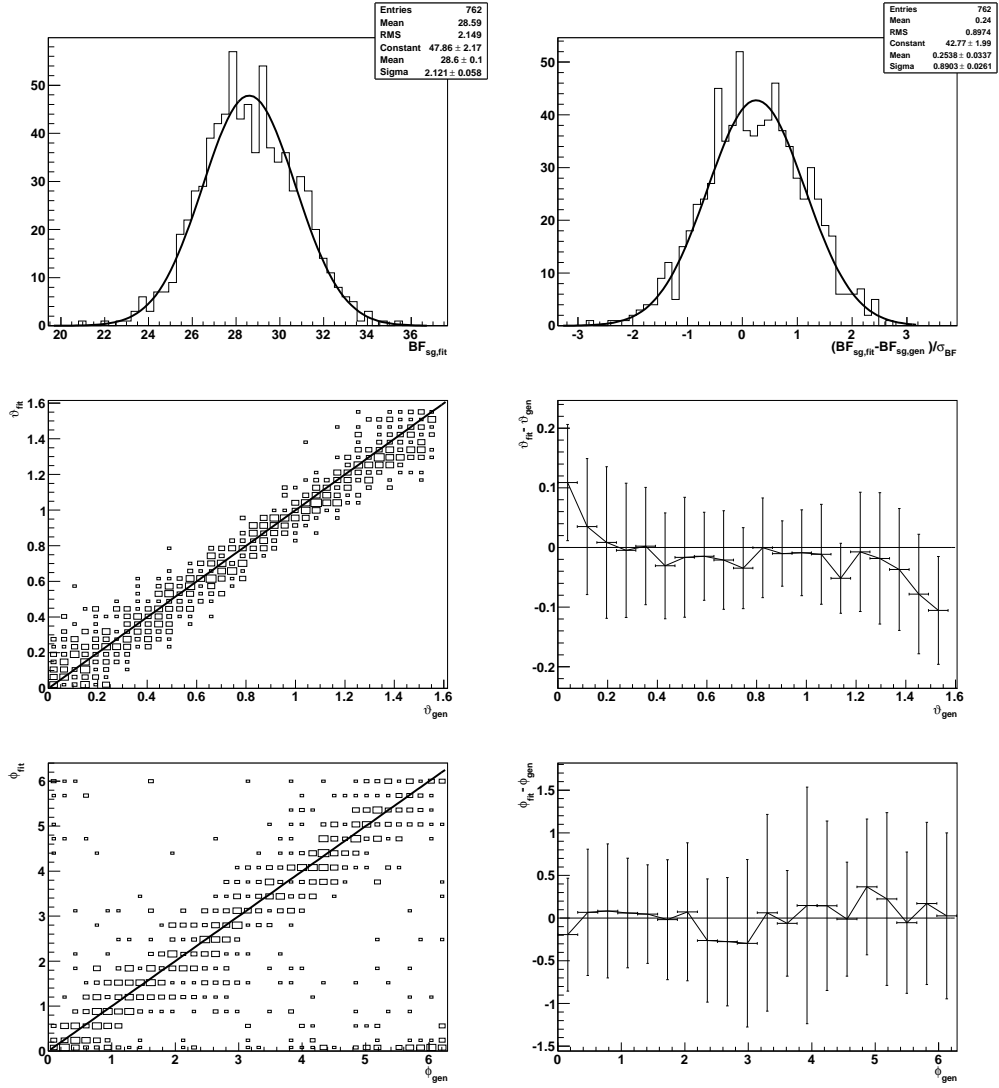 Entries 762
Mean 28.59
RMS 2.149
Constant 47.86 ± 2.17
Mean 28.6 ± 0.1
Sigma 2.121 ± 0.058
50
40
30
20
10
0
20 22 24 26 28 30 32 34 36
BF_sg,fit
Entries 762
Mean 0.24
RMS 0.8974
Constant 42.77 ± 1.99
Mean 0.2538 ± 0.0337
Sigma 0.8903 ± 0.0261
50
40
30
20
10
0
-3 -2 -1 0 1 2 3
(BF_sg,fit-BF_sg,gen )/σ_BF
ϑ_fit
1.6
1.4
1.2
1
0.8
0.6
0.4
0.2
0
0 0.2 0.4 0.6 0.8 1 1.2 1.4 1.6
ϑ_gen
ϑ_fit- ϑ_gen
0.2
0.1
0
-0.1
-0.2
0 0.2 0.4 0.6 0.8 1 1.2 1.4 1.6
ϑ_gen
ϕ_fit
6
5
4
3
2
1
0
0 1 2 3 4 5 6
ϕ_gen
ϕ_fit- ϕ_gen
1.5
1
0.5
0
-0.5
-1
-1.5
0 1 2 3 4 5 6
ϕ_gen